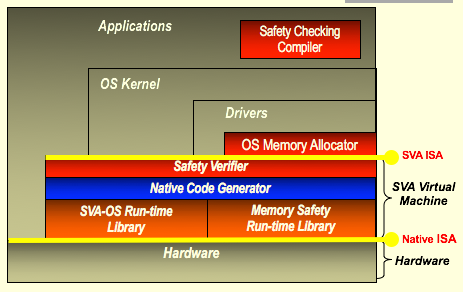 Applications
Safety Checking
Compiler
OS Kernel
Drivers
OS Memory Allocator
SVA ISA
Safety Verifier
Native Code Generator
SVA Virtual
Machine
SVA-OS Run-time
Library
Memory Safety
Run-time Library
Native ISA
Hardware
Hardware